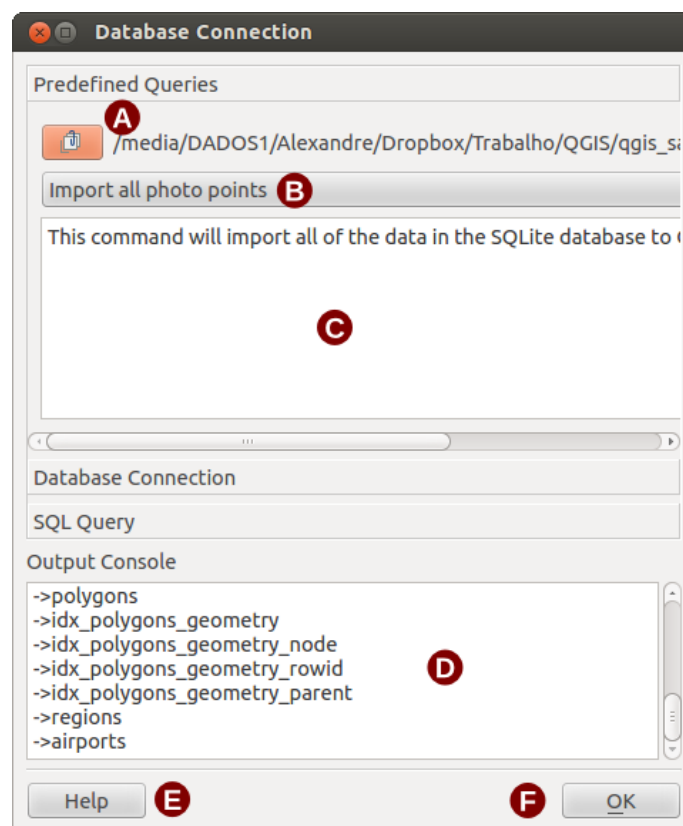 Database Connection
Predefined Queries
A
/media/DADOS1/Alexandre/Dropbox/Trabalho/QGIS/qgis_sa
Import all photo points B
This command will import all of the data in the SQLite database to
C
Database Connection
SQL Query
Output Console
->polygons
->idx_polygons_geometry
->idx_polygons_geometry_node
->idx_polygons_geometry_rowid
D
->idx_polygons_geometry_parent
->regions
->airports
Help E F OK